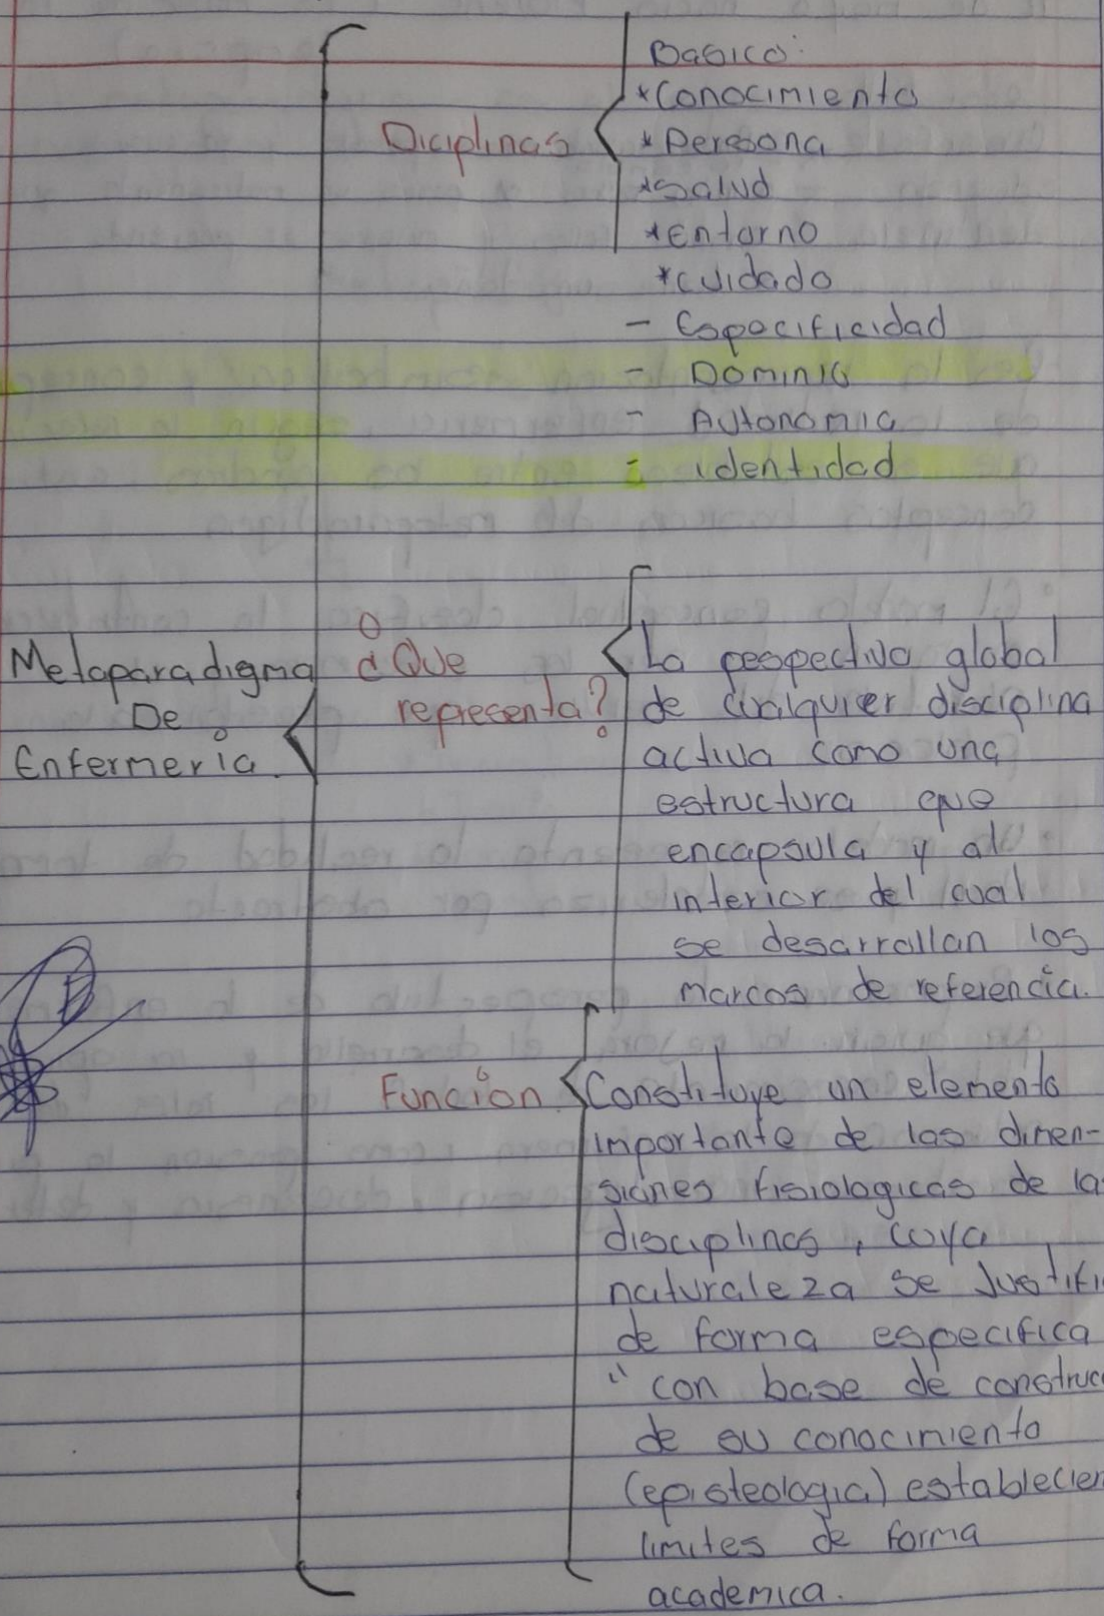 Basico:
*Conocimiento
Diciplinas
*Persona
*Salud
*Entorno
*cuidado
- Especificidad
- Dominio
- Autonomia
- identidad
Metaparadigma
De
Enfermeria.
¿Que
representa?
La pespectiva global
de cualquier disciplina
activa como una
estructura que
encapsula y al
interior del cual
se desarrollan los
marcos de referencia.
Función.
Constituye un elemento
importante de las dimen-
siones fisiologicas de la
disciplinas, cuya
naturaleza se Justifi
de forma especifica
" con base de construc
de su conocimiento
(episteologia) establecien
limites de forma
academica.